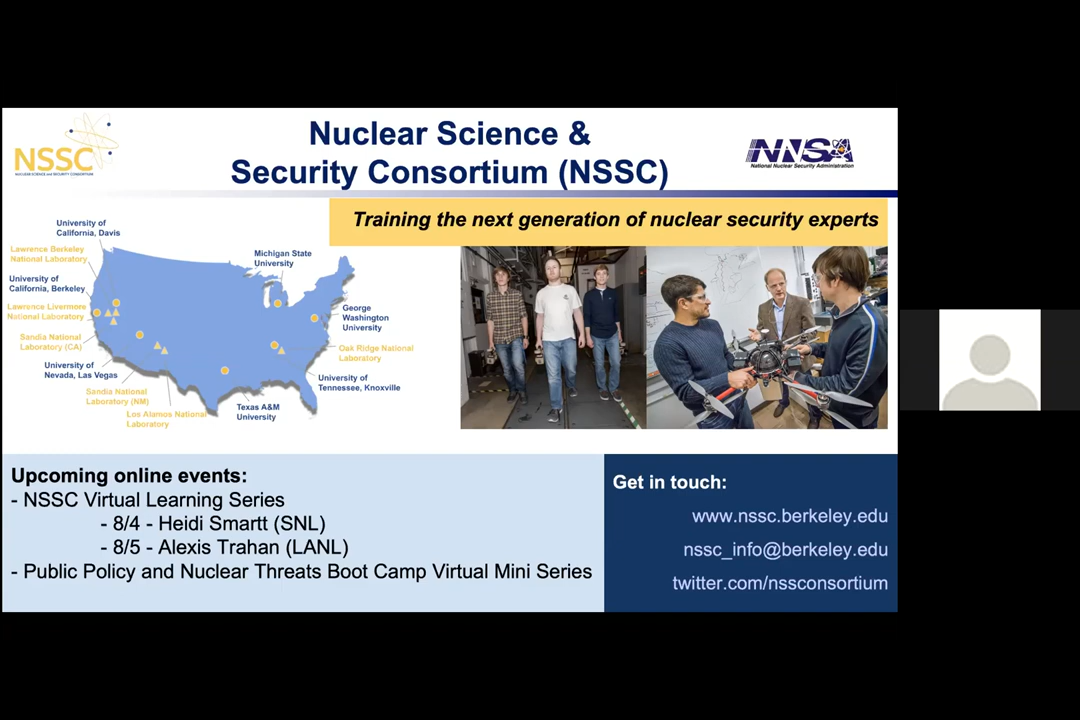 NSSC
NUCLEAR SCIENCE and SECURITY CONSORTIUM
Nuclear Science &
Security Consortium (NSSC)
NNSA
National Nuclear Security Administration
Training the next generation of nuclear security experts
University of
California, Davis
Lawrence Berkeley
National Laboratory
University of
California, Berkeley
Lawrence Livermore
National Laboratory
Sandia National
Laboratory (CA)
University of
Nevada, Las Vegas
Sandia National
Laboratory (NM)
Los Alamos National
Laboratory
Texas A&M
University
Michigan State
University
George
Washington
University
Oak Ridge National
Laboratory
University of
Tennessee, Knoxville
Upcoming online events:
- NSSC Virtual Learning Series
- 8/4 - Heidi Smartt (SNL)
- 8/5 - Alexis Trahan (LANL)
- Public Policy and Nuclear Threats Boot Camp Virtual Mini Series
Get in touch:
www.nssc.berkeley.edu
nssc_info@berkeley.edu
twitter.com/nssconsortium